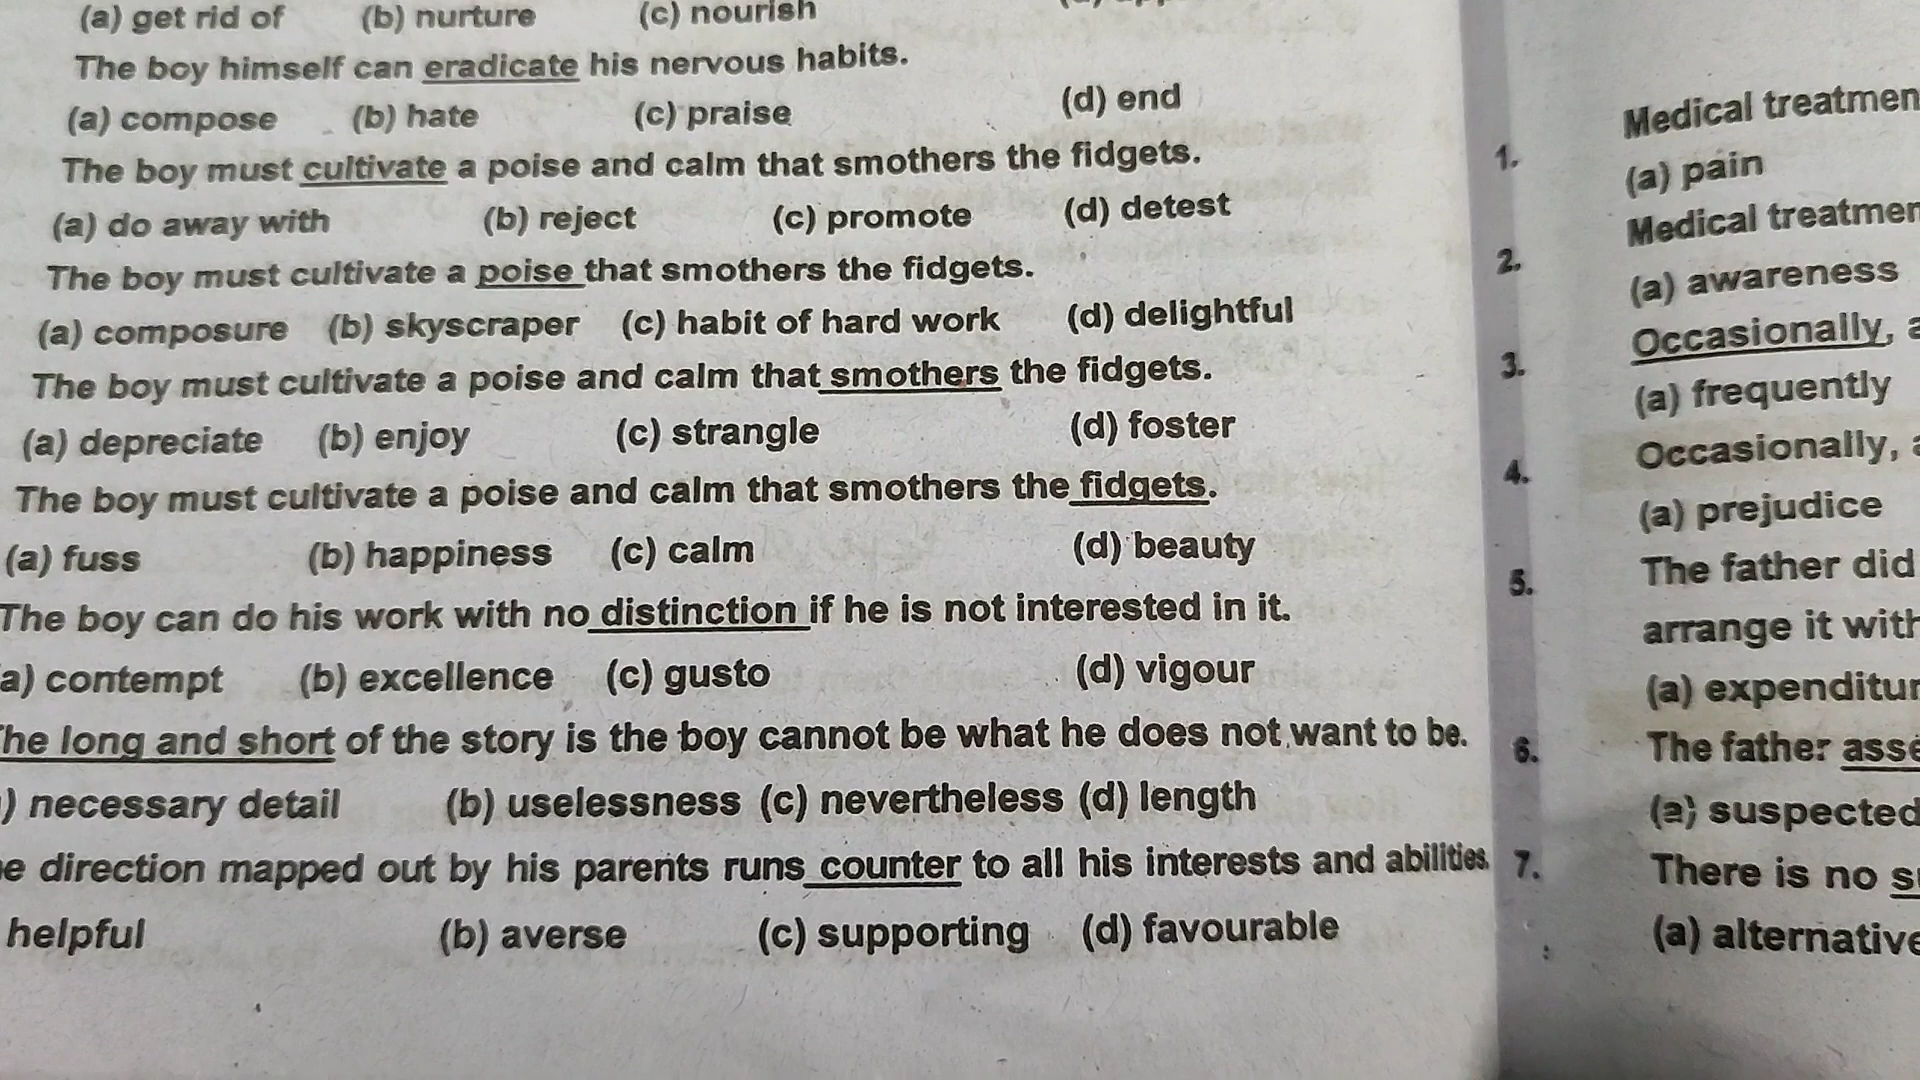 (a) get rid of (b) nurture (c) nourish
The boy himself can eradicate his nervous habits.
(a) compose (b) hate (c) praise (d) end
The boy must cultivate a poise and calm that smothers the fidgets.
(a) do away with (b) reject (c) promote (d) detest
The boy must cultivate a poise that smothers the fidgets.
(a) composure (b) skyscraper (c) habit of hard work (d) delightful
The boy must cultivate a poise and calm that smothers the fidgets.
(a) depreciate (b) enjoy (c) strangle (d) foster
The boy must cultivate a poise and calm that smothers the fidgets.
(a) fuss (b) happiness (c) calm (d) beauty
The boy can do his work with no distinction if he is not interested in it.
a) contempt (b) excellence (c) gusto (d) vigour
he long and short of the story is the boy cannot be what he does not want to be.
) necessary detail (b) uselessness (c) nevertheless (d) length
e direction mapped out by his parents runs counter to all his interests and abilities.
helpful (b) averse (c) supporting (d) favourable
1. Medical treatmen
(a) pain
2. Medical treatmen
(a) awareness
3. Occasionally, a
(a) frequently
4. Occasionally, a
(a) prejudice
5. The father did
arrange it with
(a) expenditur
6. The father asse
(a) suspected
7. There is no s
(a) alternative